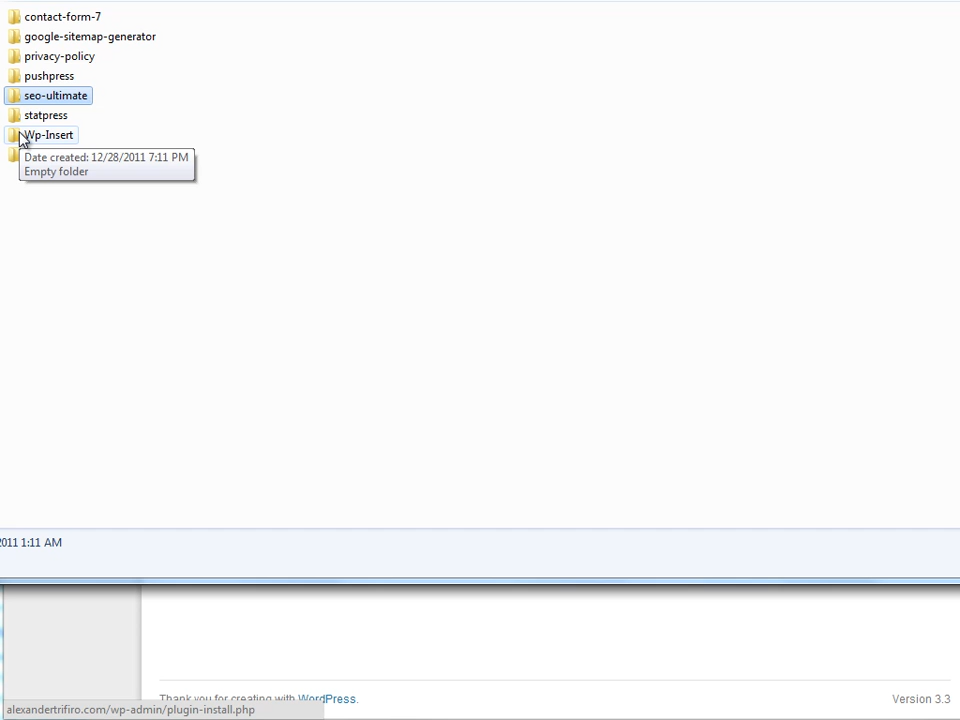 contact-form-7
google-sitemap-generator
privacy-policy
pushpress
seo-ultimate
statpress
Wp-Insert
Date created: 12/28/2011 7:11 PM
Empty folder
2011 1:11 AM
Thank you for creating with WordPress.
Version 3.3
alexandertrifiro.com/wp-admin/plugin-install.php